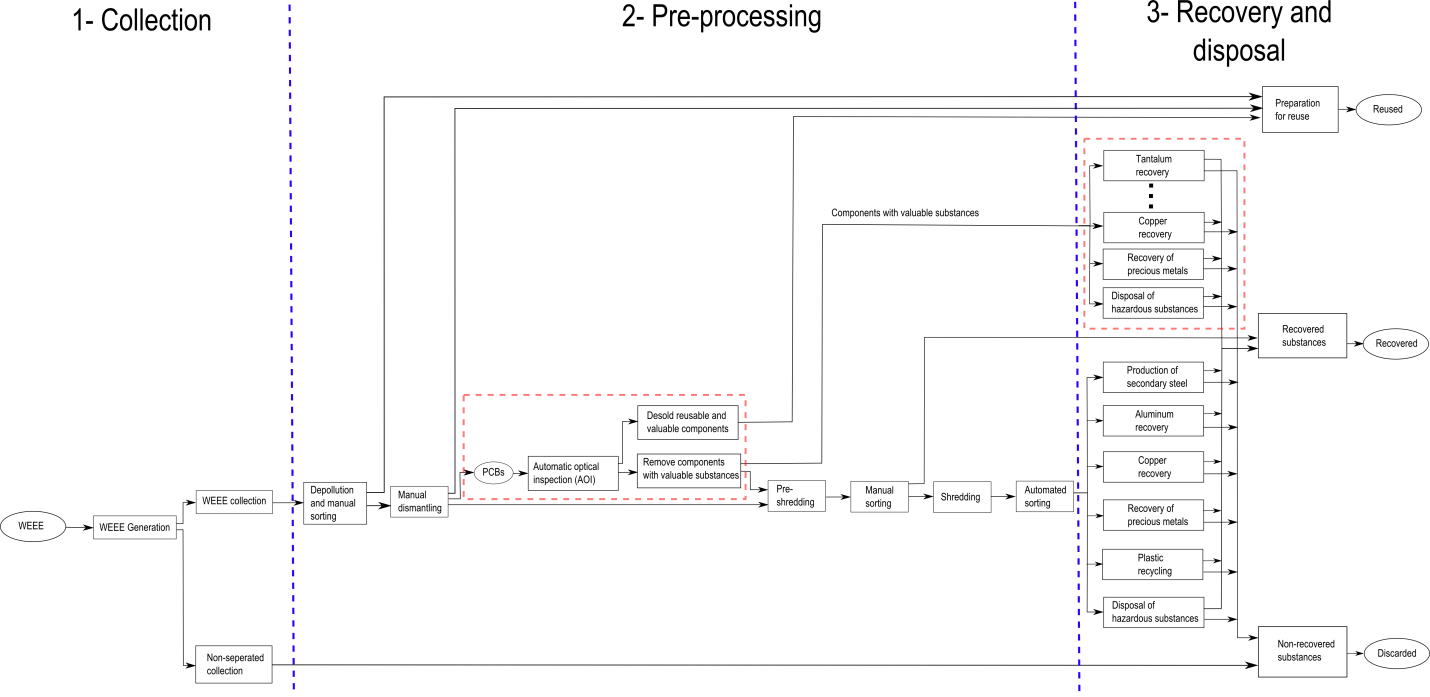 1- Collection
2- Pre-processing
3- Recovery and
disposal
Preparation
for reuse
Reused
Tantalum
recovery
Components with valuable substances
Copper
recovery
Recovery of
precious metals
Disposal of
hazardous substances
Recovered
substances
Recovered
Production of
secondary steel
Aluminum
recovery
Desold reusable and
valuable components
PCBs
Automatic optical
inspection (AOI)
Remove components
with valuable substances
Copper
recovery
Depollution
and manual
sorting
Manual
dismantling
Pre-
shredding
Manual
sorting
Shredding
Automated
sorting
WEEE collection
WEEE
WEEE Generation
Recovery of
precious metals
Plastic
recycling
Disposal of
hazardous substances
Non-seperated
collection
Non-recovered
substances
Discarded